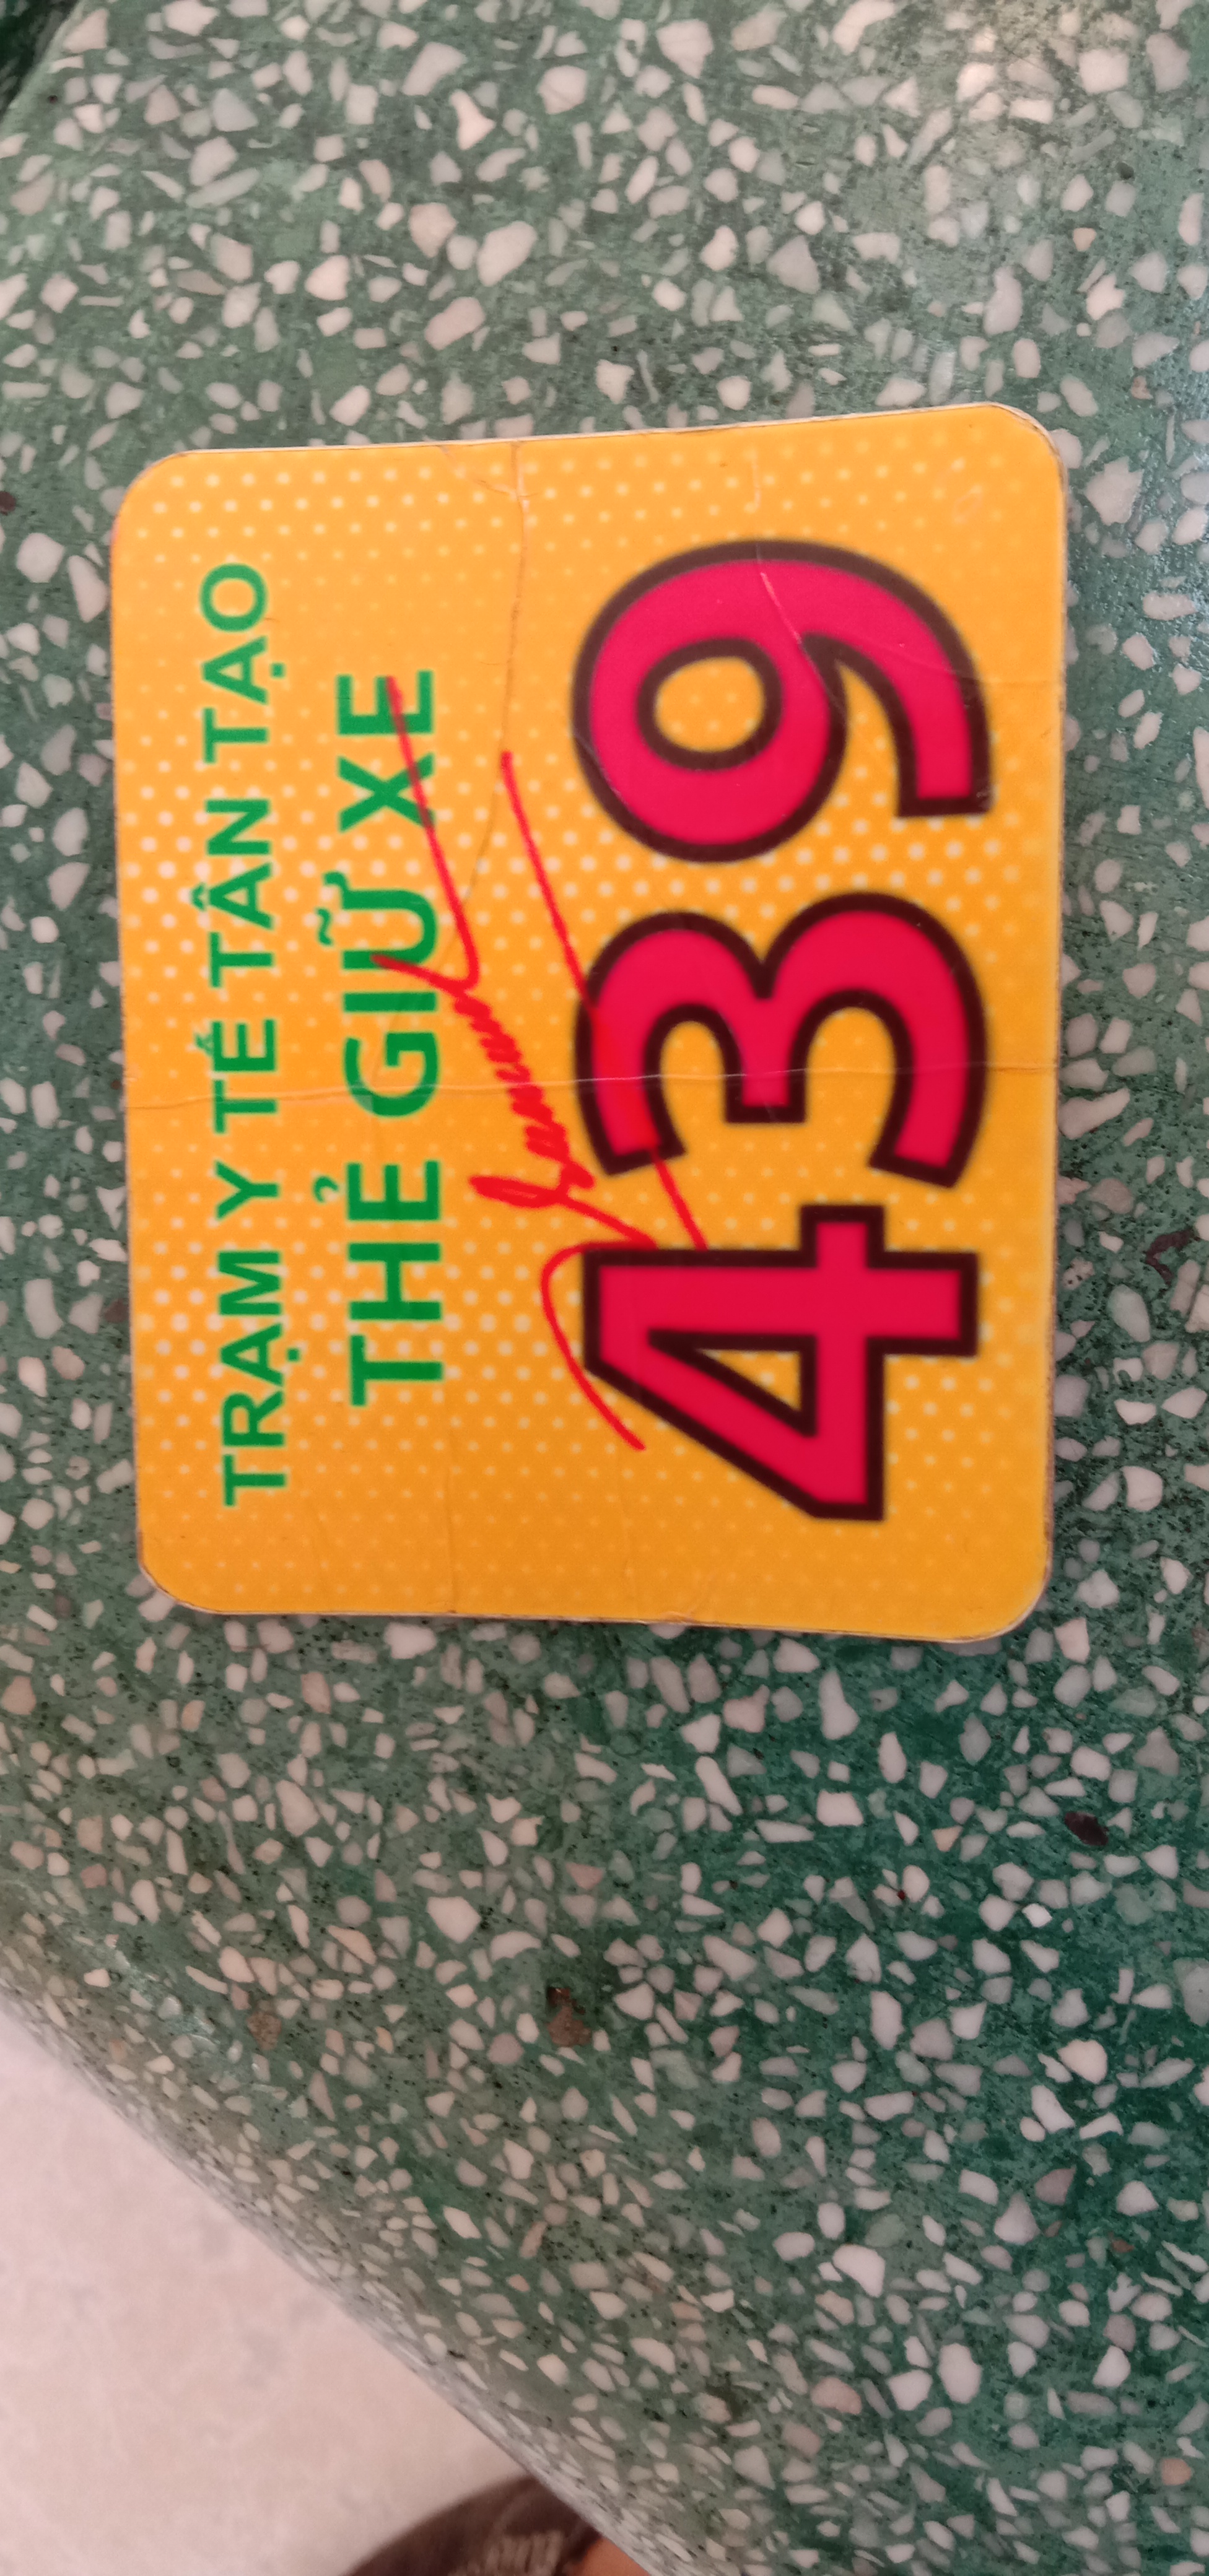 TRẠM Y TẾ TÂN TẠO
THẺ GIỮ XE
439